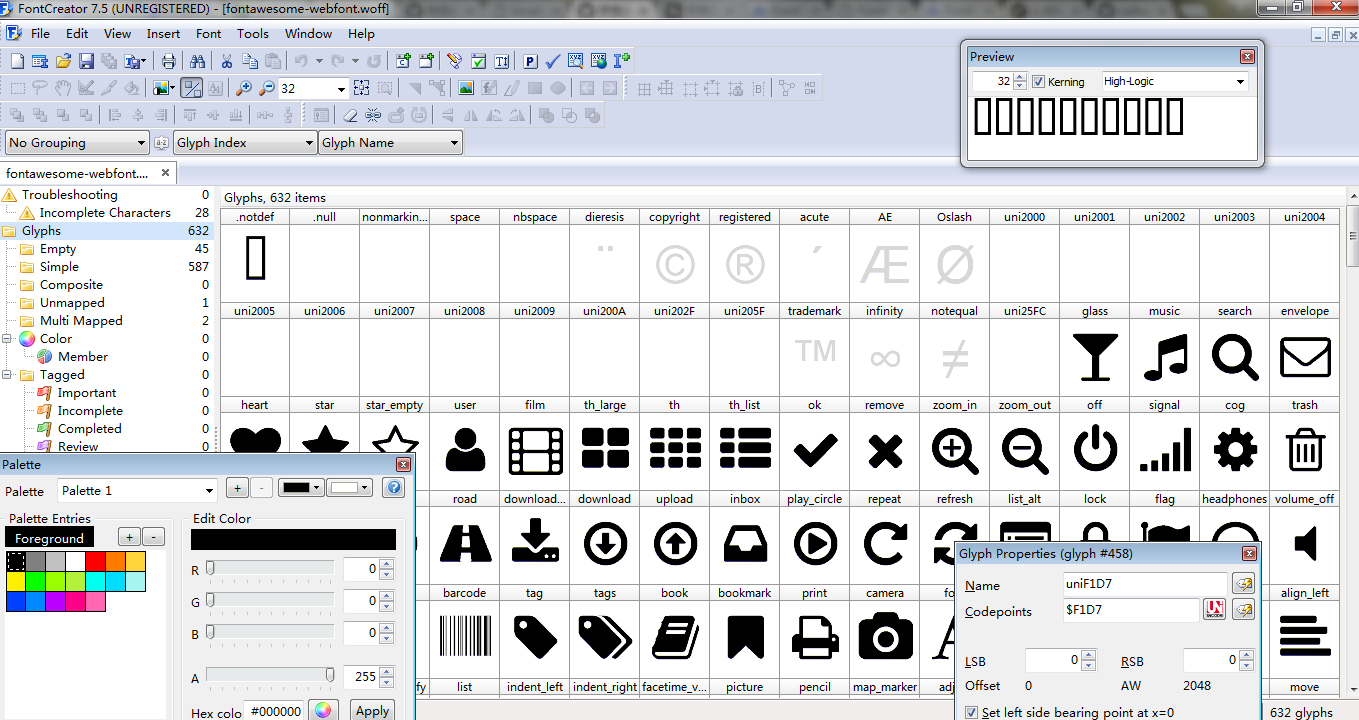 FontCreator 7.5 (UNREGISTERED) - [fontawesome-webfont.woff]
File Edit View Insert Font Tools Window Help
32
No Grouping Glyph Index Glyph Name
fontawesome-webfont....
Preview
32 Kerning High-Logic
Troubleshooting 0
Incomplete Characters 28
Glyphs 632
Empty 45
Simple 587
Composite 0
Unmapped 1
Multi Mapped 2
Color 0
Member 0
Tagged 0
Important 0
Incomplete 0
Completed 0
Review 0
Glyphs, 632 items
.notdef .null nonmarkin... space nbspace dieresis copyright registered acute AE Oslash uni2000 uni2001 uni2002 uni2003 uni2004
¨ © ® ´ Æ Ø
uni2005 uni2006 uni2007 uni2008 uni2009 uni200A uni202F uni205F trademark infinity notequal uni25FC glass music search envelope
™ ∞ ≠
heart star star_empty user film th_large th th_list ok remove zoom_in zoom_out off signal cog trash
road download... download upload inbox play_circle repeat refresh list_alt lock flag headphones volume_off
barcode tag tags book bookmark print camera align_left
list indent_left indent_right facetime_v... picture pencil map_marker move
Palette
Palette Palette 1
Palette Entries
Foreground
Edit Color
R 0
G 0
B 0
A 255
Hex colo #000000 Apply
Glyph Properties (glyph #458)
Name uniF1D7
Codepoints $F1D7
LSB 0 RSB 0
Offset 0 AW 2048
Set left side bearing point at x=0
632 glyphs